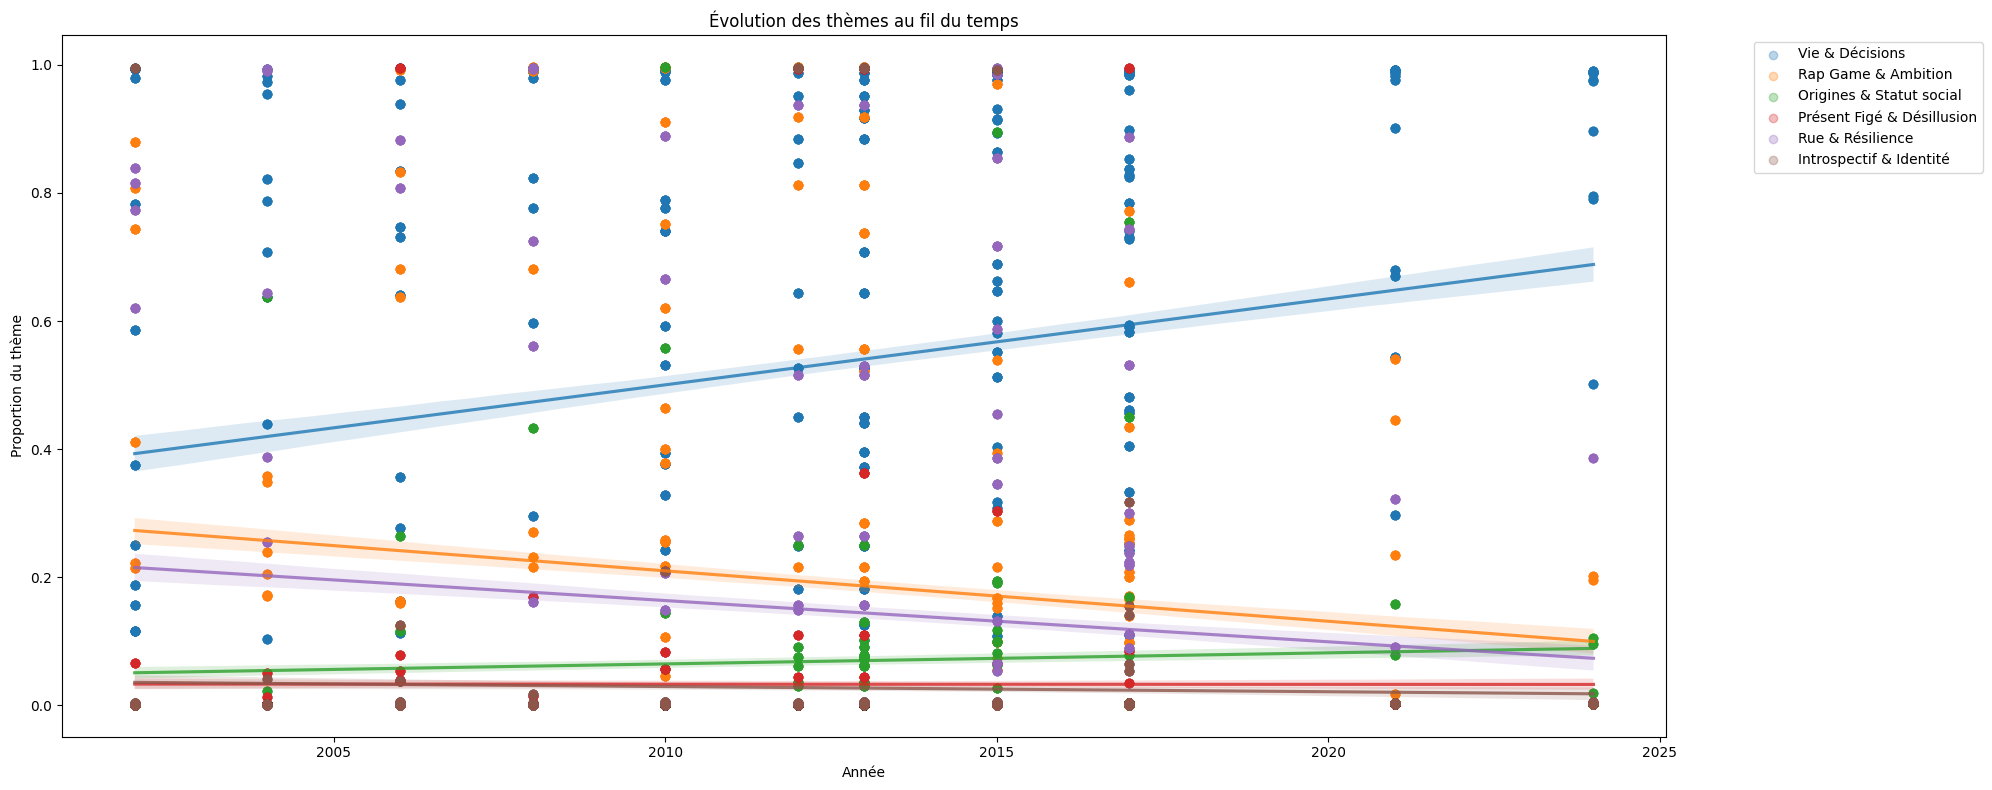 Évolution des thèmes au fil du temps
Vie & Décisions
Rap Game & Ambition
Origines & Statut social
Présent Figé & Désillusion
Rue & Résilience
Introspectif & Identité
Proportion du thème
1.0
0.8
0.6
0.4
0.2
0.0
2005
2010
2015
2020
2025
Année